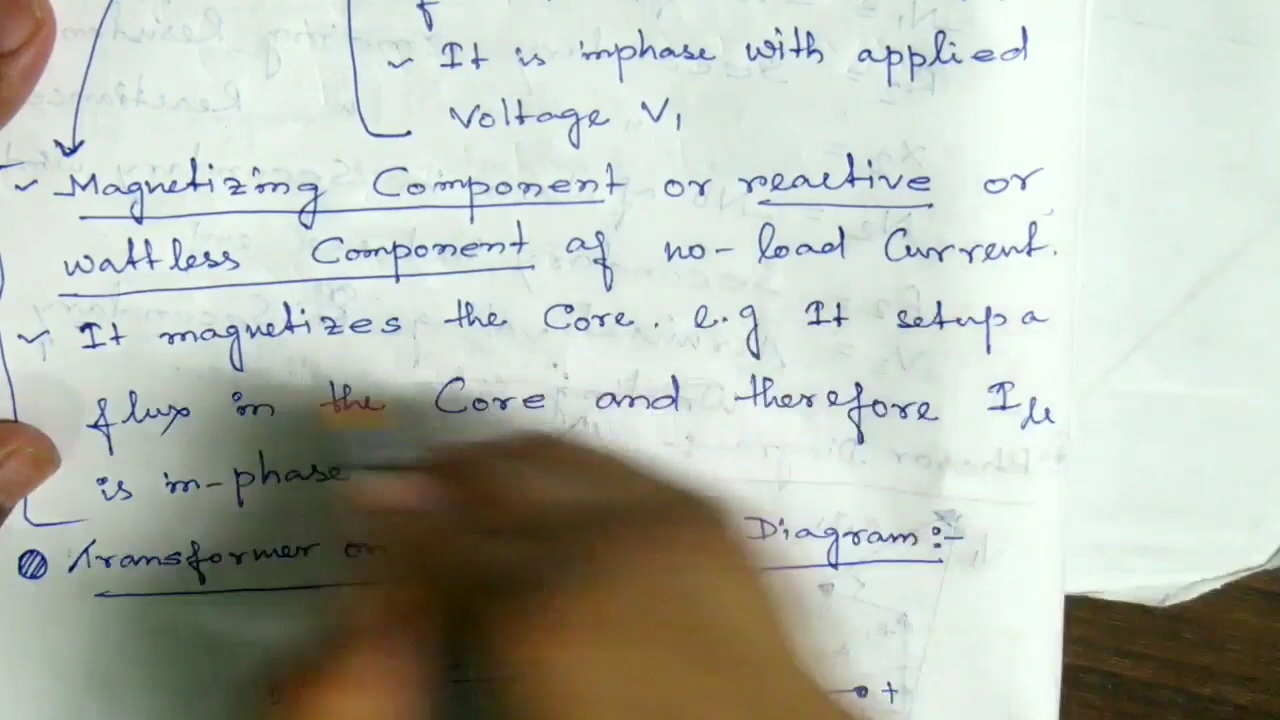 It is inphase with applied
Voltage V1
Magnetizing Component or reactive or
wattless Component of no-load Current.
It magnetizes the Core. e.g It setup a
flux in the Core and therefore Iμ
is in-phase
Transformer on Diagram:-
+